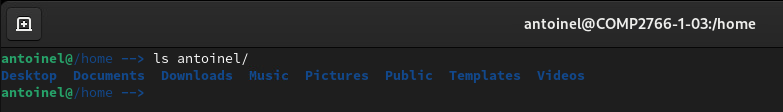 antoinel@COMP2766-1-03:/home
antoinel@/home --> ls antoinel/
Desktop Documents Downloads Music Pictures Public Templates Videos
antoinel@/home -->